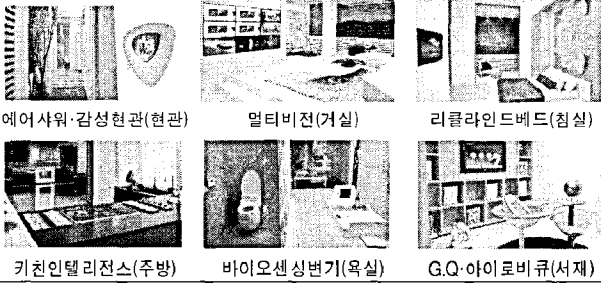 에어샤워·감성현관(현관) 멀티비전(거실) 리클라인드베드(침실)
키친인텔리전스(주방) 바이오센싱변기(욕실) G.Q·아이로비큐(서재)